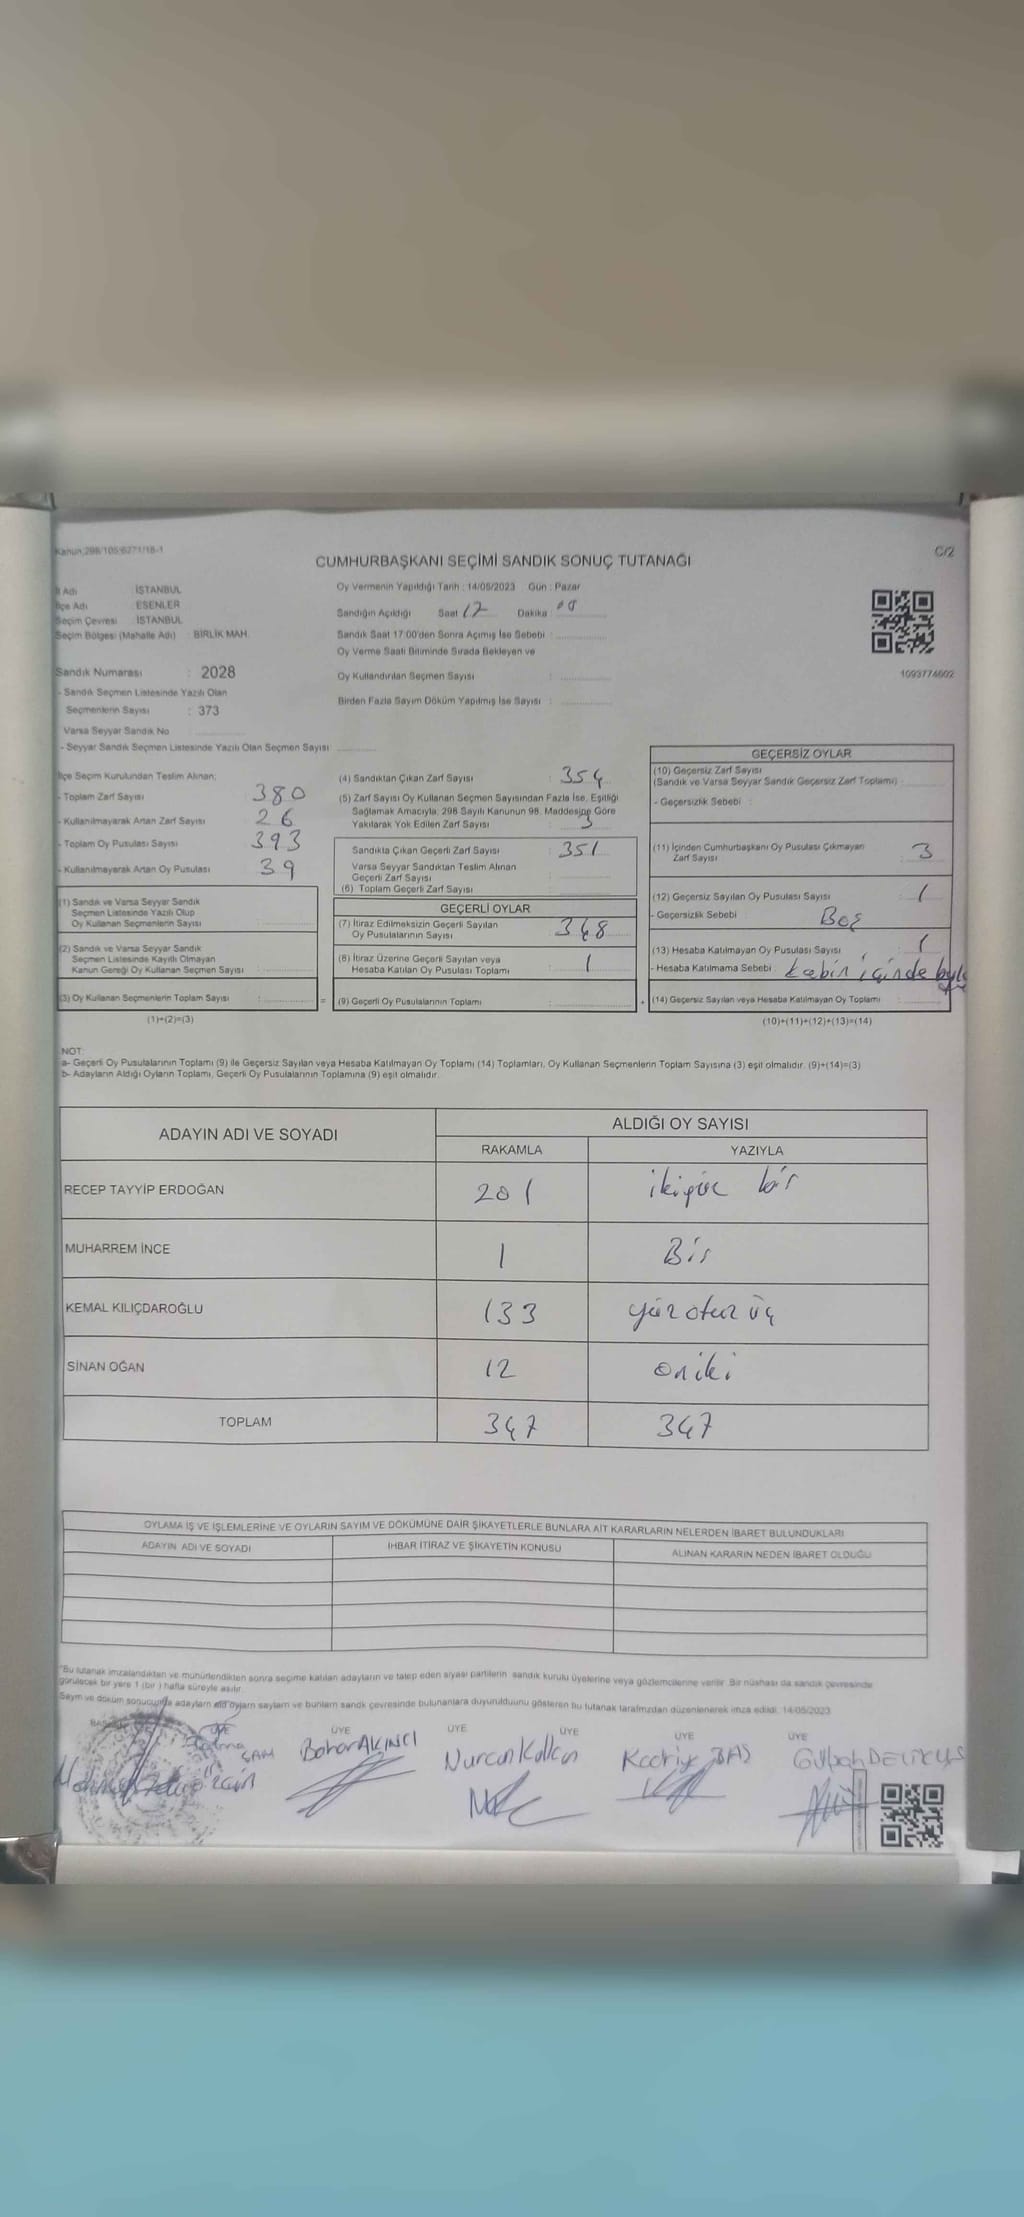 Kanun;298/105;6271/18-1
C/2
CUMHURBAŞKANI SEÇİMİ SANDIK SONUÇ TUTANAĞI
İl Adı : İSTANBUL
İlçe Adı : ESENLER
Seçim Çevresi : İSTANBUL
Seçim Bölgesi (Mahalle Adı) : BİRLİK MAH.
Sandık Numarası : 2028
- Sandık Seçmen Listesinde Yazılı Olan
Seçmenlerin Sayısı : 373
Varsa Seyyar Sandık No
- Seyyar Sandık Seçmen Listesinde Yazılı Olan Seçmen Sayısı
Oy Vermenin Yapıldığı Tarih : 14/05/2023 Gün : Pazar
Sandığın Açıldığı Saat 17 Dakika :
Sandık Saat 17:00'den Sonra Açımış İse Sebebi :
Oy Verme Saati Bitiminde Sırada Bekleyen ve
Oy Kullandırılan Seçmen Sayısı :
Birden Fazla Sayım Döküm Yapılmış İse Sayısı :
1093774602
İlçe Seçim Kurulundan Teslim Alınan;
- Toplam Zarf Sayısı 380
- Kullanılmayarak Artan Zarf Sayısı 26
- Toplam Oy Pusulası Sayısı 393
- Kullanılmayarak Artan Oy Pusulası 39
(1) Sandık ve Varsa Seyyar Sandık
Seçmen Listesinde Yazılı Olup
Oy Kullanan Seçmenlerin Sayısı :
(2) Sandık ve Varsa Seyyar Sandık
Seçmen Listesinde Kayıtlı Olmayan
Kanun Gereği Oy Kullanan Seçmen Sayısı :
(3) Oy Kullanan Seçmenlerin Toplam Sayısı : =
(1)+(2)=(3)
(4) Sandıktan Çıkan Zarf Sayısı : 354
(5) Zarf Sayısı Oy Kullanan Seçmen Sayısından Fazla İse, Eşitliği
Sağlamak Amacıyla, 298 Sayılı Kanunun 98. Maddesine Göre
Yakılarak Yok Edilen Zarf Sayısı : 3
Sandıkta Çıkan Geçerli Zarf Sayısı : 351
Varsa Seyyar Sandıktan Teslim Alınan
Geçerli Zarf Sayısı :
(6) Toplam Geçerli Zarf Sayısı :
GEÇERLİ OYLAR
(7) İtiraz Edilmeksizin Geçerli Sayılan
Oy Pusulalarının Sayısı : 348
(8) İtiraz Üzerine Geçerli Sayılan veya
Hesaba Katılan Oy Pusulası Toplamı : 1
(9) Geçerli Oy Pusulalarının Toplamı : +
GEÇERSİZ OYLAR
(10) Geçersiz Zarf Sayısı
(Sandık ve Varsa Seyyar Sandık Geçersiz Zarf Toplamı) :
- Geçersizlik Sebebi :
(11) İçinden Cumhurbaşkanı Oy Pusulası Çıkmayan
Zarf Sayısı : 3
(12) Geçersiz Sayılan Oy Pusulası Sayısı : 1
- Geçersizlik Sebebi : Boş
(13) Hesaba Katılmayan Oy Pusulası Sayısı : 1
- Hesaba Katılmama Sebebi : kabin içinde
(14) Geçersiz Sayılan veya Hesaba Katılmayan Oy Toplamı :
(10)+(11)+(12)+(13)=(14)
NOT:
a- Geçerli Oy Pusulalarının Toplamı (9) ile Geçersiz Sayılan veya Hesaba Katılmayan Oy Toplamı (14) Toplamları, Oy Kullanan Seçmenlerin Toplam Sayısına (3) eşit olmalıdır. (9)+(14)=(3)
b- Adayların Aldığı Oyların Toplamı, Geçerli Oy Pusulalarının Toplamına (9) eşit olmalıdır.
ADAYIN ADI VE SOYADI ALDIĞI OY SAYISI
RAKAMLA YAZIYLA
RECEP TAYYİP ERDOĞAN 201 ikiyüz bir
MUHARREM İNCE 1 Bir
KEMAL KILIÇDAROĞLU 133 yüzotuz üç
SİNAN OĞAN 12 oniki
TOPLAM 347 347
OYLAMA İŞ VE İŞLEMLERİNE VE OYLARIN SAYIM VE DÖKÜMÜNE DAİR ŞİKAYETLERLE BUNLARA AİT KARARLARIN NELERDEN İBARET BULUNDUKLARI
ADAYIN ADI VE SOYADI İHBAR İTİRAZ VE ŞİKAYETİN KONUSU ALINAN KARARIN NEDEN İBARET OLDUĞU
"Bu tutanak imzalandıktan ve mühürlendikten sonra seçime katılan adayların ve talep eden siyasi partilerin sandık kurulu üyelerine veya gözlemcilerine verilir. Bir nüshası da sandık çevresinde
görülecek bir yere 1 (bir) hafta süreyle asılır.
Sayım ve döküm sonucunda adayların aldı oyların sayıları ve bunların sandık çevresinde bulunanlara duyurulduunu gösteren bu tutanak tarafımızdan düzenlenerek imza edildi. 14/05/2023
ÜYE ÜYE ÜYE ÜYE ÜYE ÜYE
ÇAM
Bahar AKINCI
Nurcan
Kadriye BAŞ